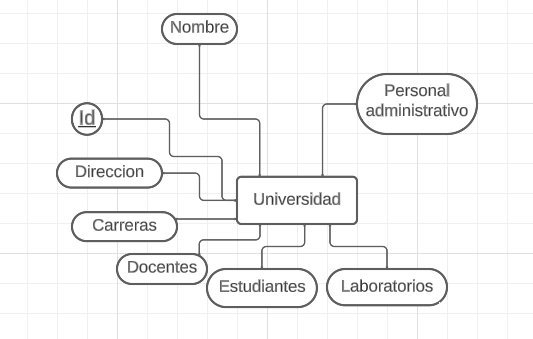 Nombre
Personal
administrativo
Id
Direccion
Universidad
Carreras
Docentes
Estudiantes
Laboratorios